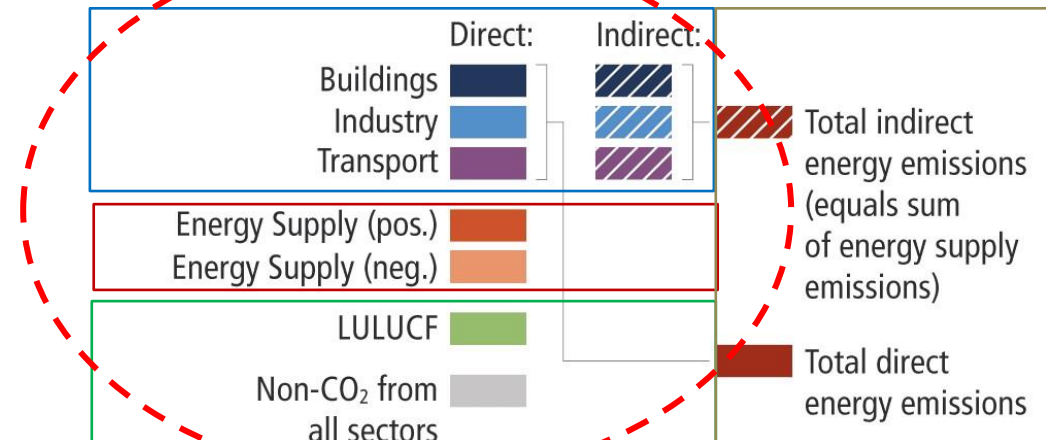 Direct: Indirect:
Buildings
Industry
Transport
Energy Supply (pos.)
Energy Supply (neg.)
LULUCF
Non-CO₂ from
all sectors
Total indirect
energy emissions
(equals sum
of energy supply
emissions)
Total direct
energy emissions